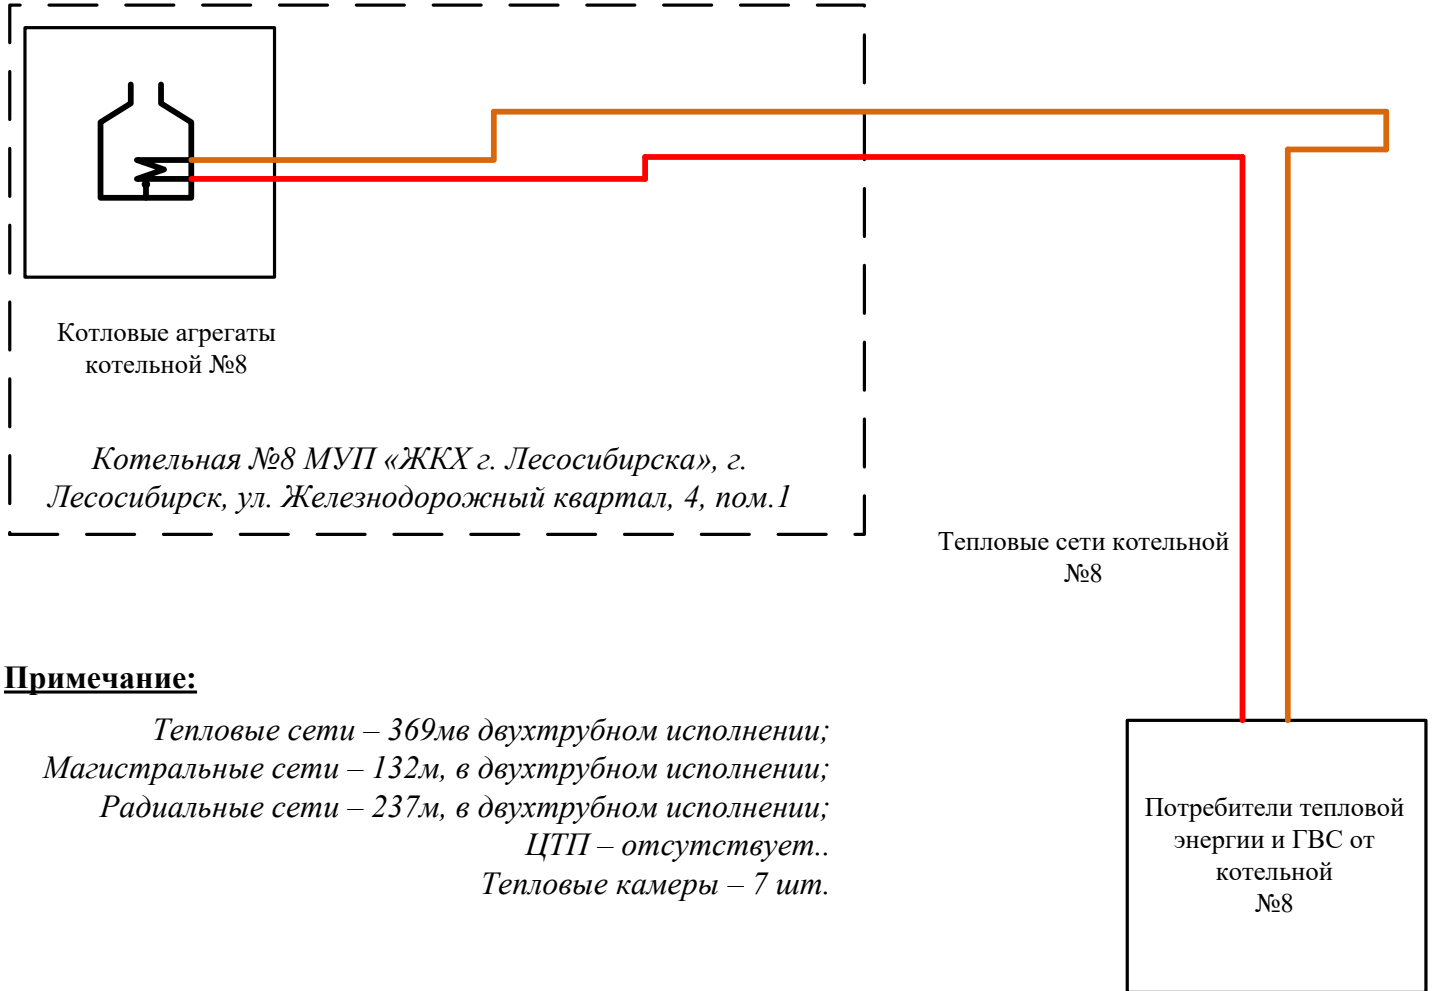 Котловые агрегаты
котельной №8
Котельная №8 МУП «ЖКХ г. Лесосибирска», г.
Лесосибирск, ул. Железнодорожный квартал, 4, пом.1
Тепловые сети котельной
№8
Примечание:
Тепловые сети – 369мв двухтрубном исполнении;
Магистральные сети – 132м, в двухтрубном исполнении;
Радиальные сети – 237м, в двухтрубном исполнении;
ЦТП – отсутствует..
Тепловые камеры – 7 шт.
Потребители тепловой
энергии и ГВС от
котельной
№8